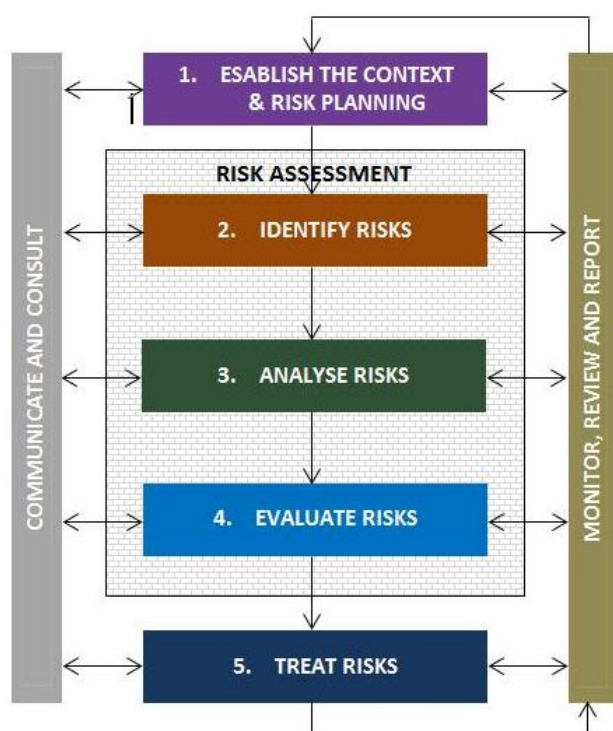 1. ESABLISH THE CONTEXT
& RISK PLANNING
RISK ASSESSMENT
2. IDENTIFY RISKS
3. ANALYSE RISKS
4. EVALUATE RISKS
5. TREAT RISKS
COMMUNICATE AND CONSULT
MONITOR, REVIEW AND REPORT